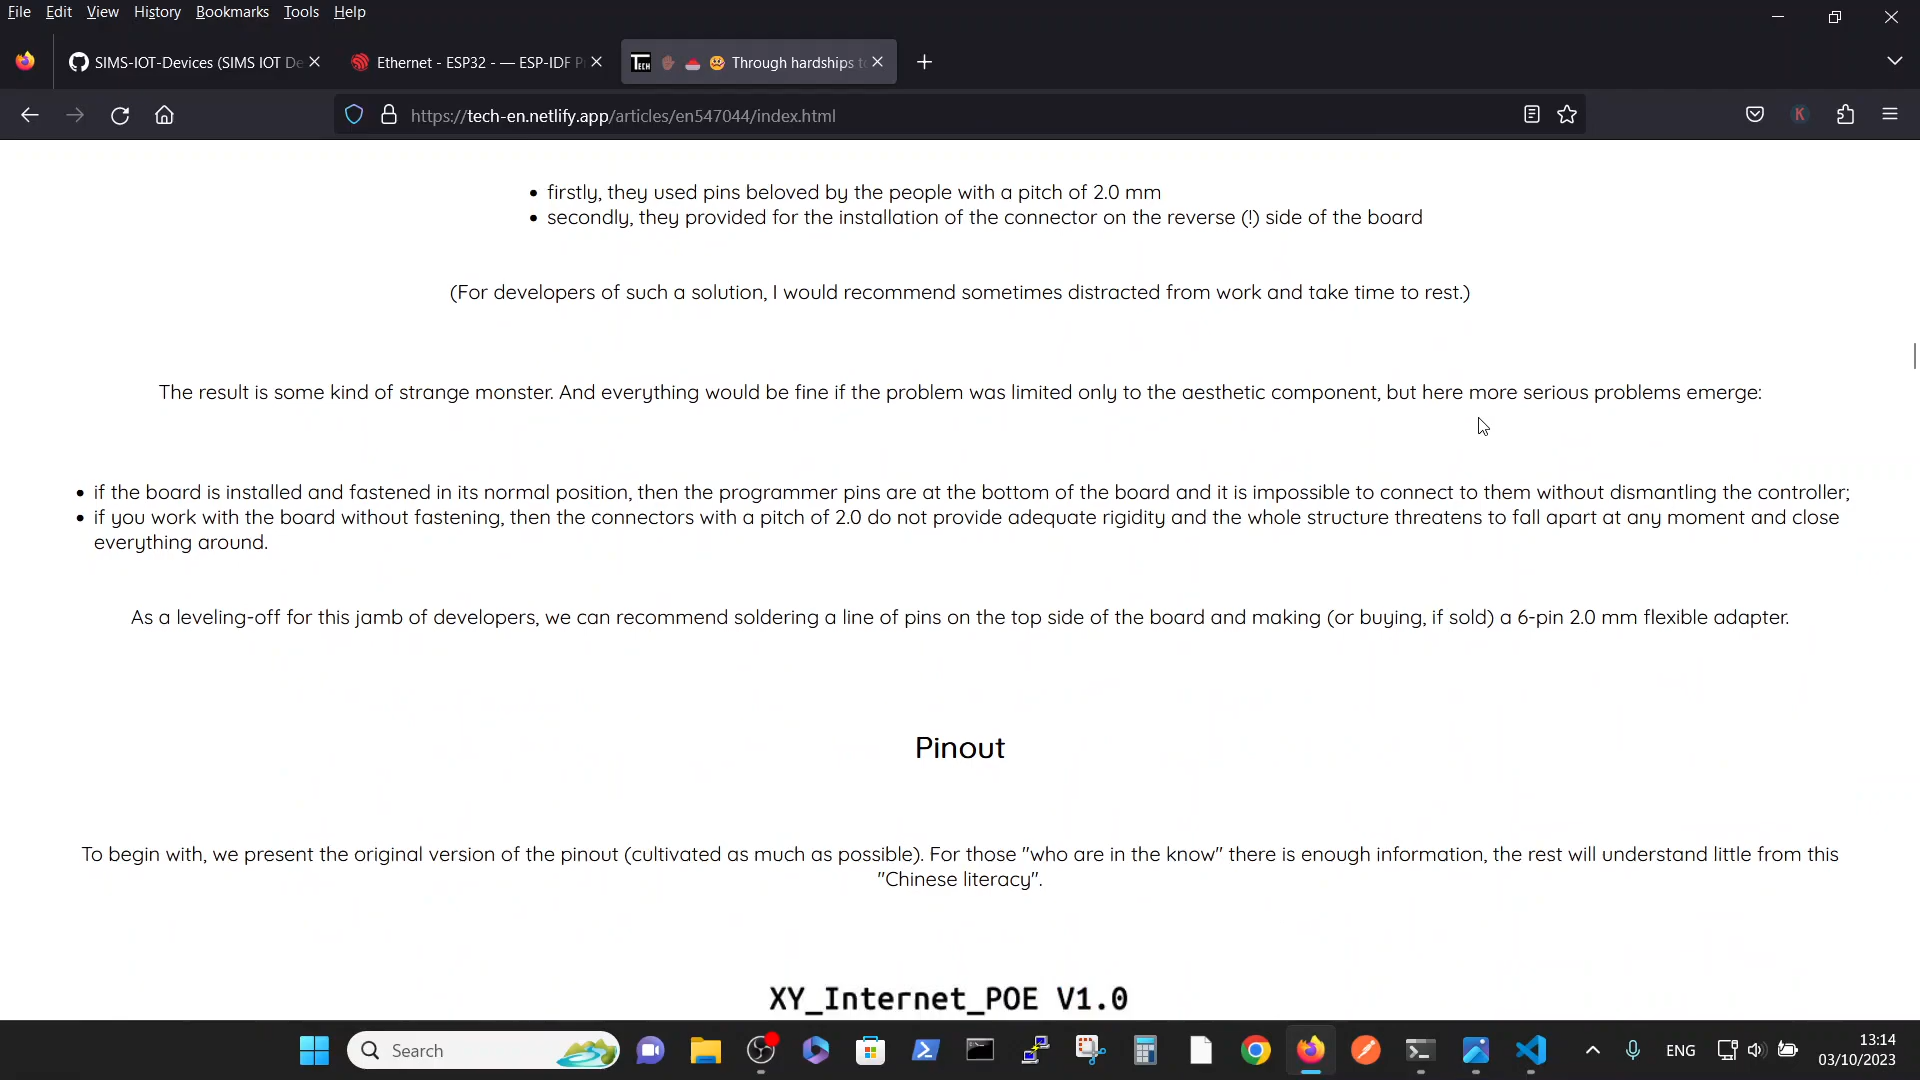 File Edit View History Bookmarks Tools Help
SIMS-IOT-Devices (SIMS IOT De
Ethernet - ESP32 - — ESP-IDF P
TECH
Through hardships t
https://tech-en.netlify.app/articles/en547044/index.html
K
• firstly, they used pins beloved by the people with a pitch of 2.0 mm
• secondly, they provided for the installation of the connector on the reverse (!) side of the board
(For developers of such a solution, I would recommend sometimes distracted from work and take time to rest.)
The result is some kind of strange monster. And everything would be fine if the problem was limited only to the aesthetic component, but here more serious problems emerge:
• if the board is installed and fastened in its normal position, then the programmer pins are at the bottom of the board and it is impossible to connect to them without dismantling the controller;
• if you work with the board without fastening, then the connectors with a pitch of 2.0 do not provide adequate rigidity and the whole structure threatens to fall apart at any moment and close
everything around.
As a leveling-off for this jamb of developers, we can recommend soldering a line of pins on the top side of the board and making (or buying, if sold) a 6-pin 2.0 mm flexible adapter.
Pinout
To begin with, we present the original version of the pinout (cultivated as much as possible). For those "who are in the know" there is enough information, the rest will understand little from this
"Chinese literacy".
XY_Internet_POE V1.0
Search
ENG
13:14
03/10/2023